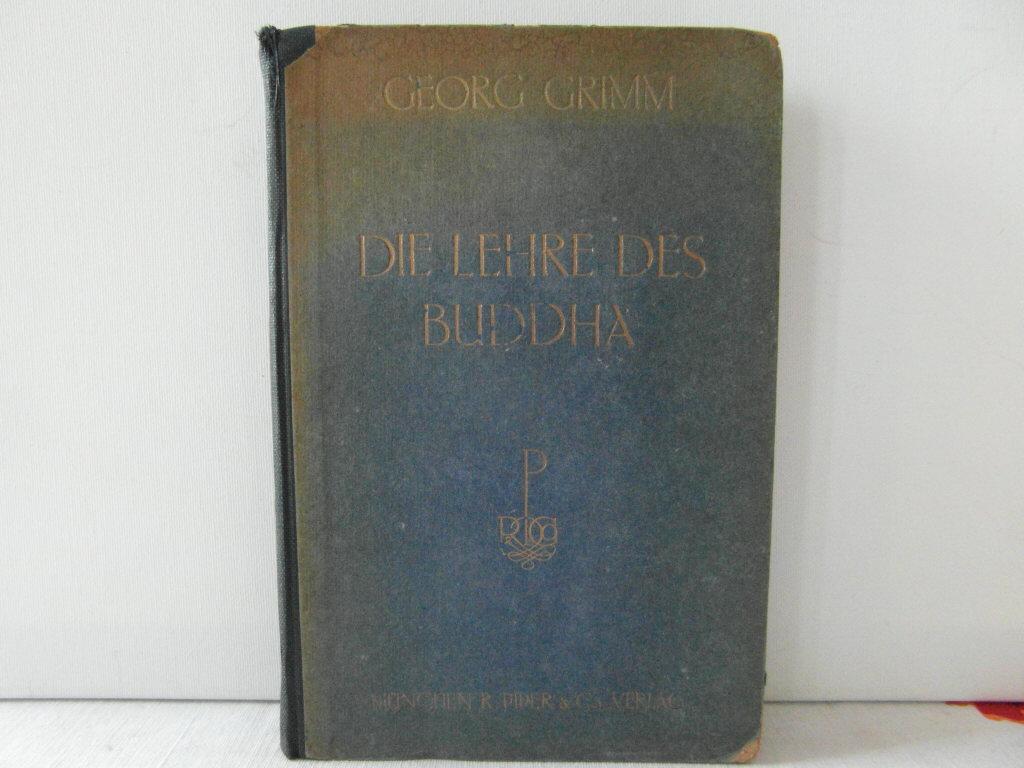 GEORG GRIMM
DIE LEHRE DES
BUDDHA
P
MÜNCHEN R. PIPER & Co. VERLAG